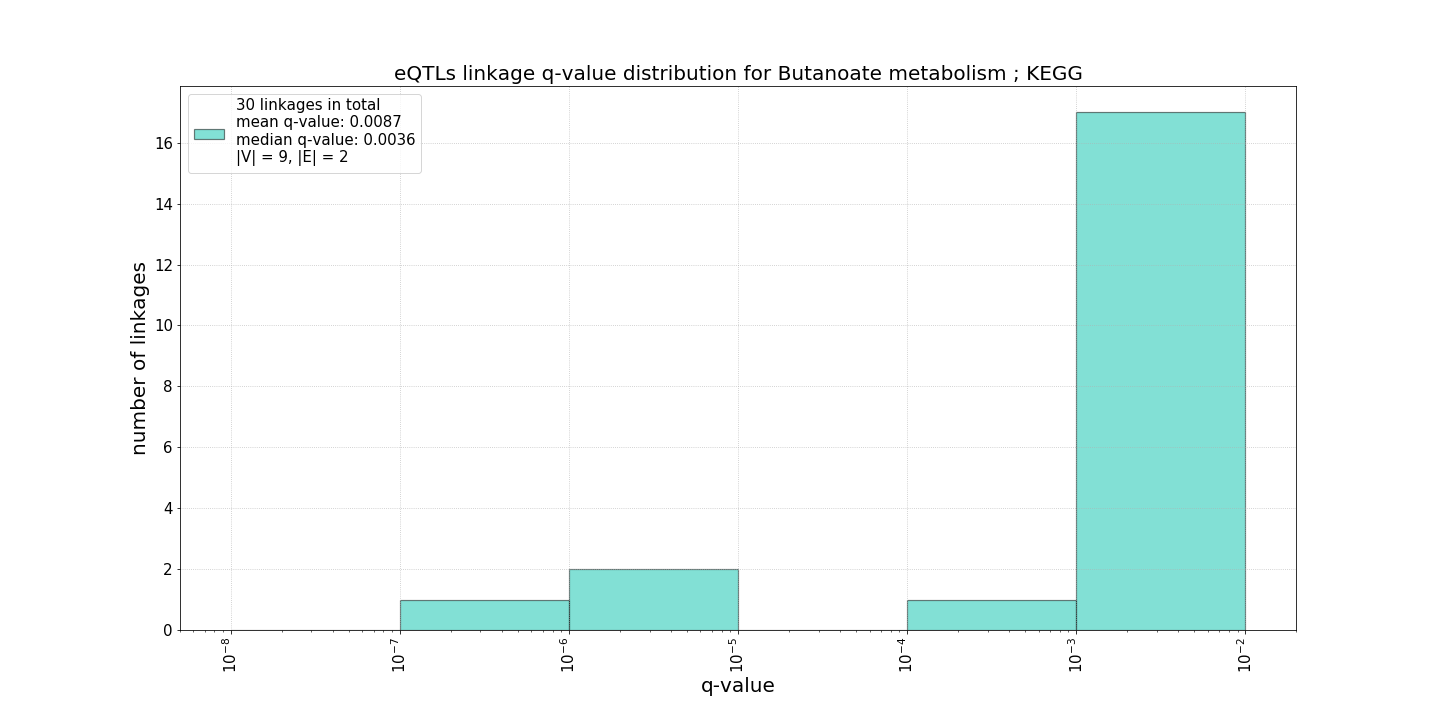 eQTLs linkage q-value distribution for Butanoate metabolism ; KEGG
30 linkages in total
mean q-value: 0.0087
median q-value: 0.0036
|V| = 9, |E| = 2
number of linkages
16
14
12
10
8
6
4
2
0
10⁻⁸ 10⁻⁷ 10⁻⁶ 10⁻⁵ 10⁻⁴ 10⁻³ 10⁻²
q-value